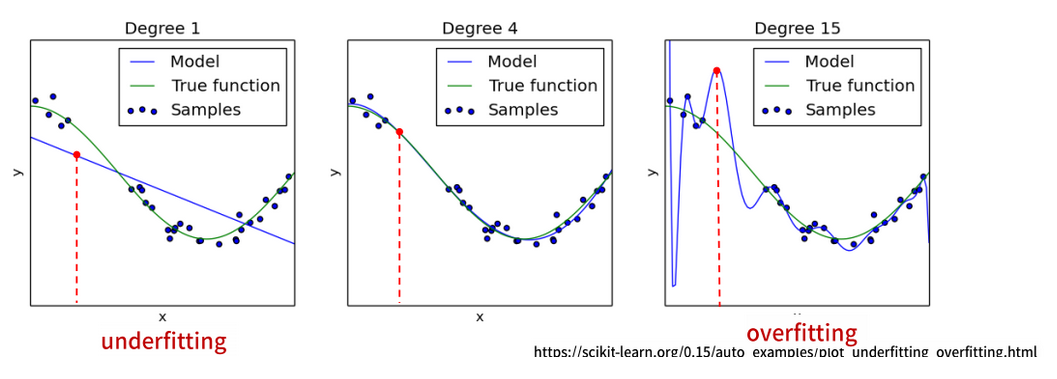 Degree 1
Model
True function
Samples
y
x
underfitting
Degree 4
Model
True function
Samples
y
x
Degree 15
Model
True function
Samples
y
overfitting
https://scikit-learn.org/0.15/auto_examples/plot_underfitting_overfitting.html